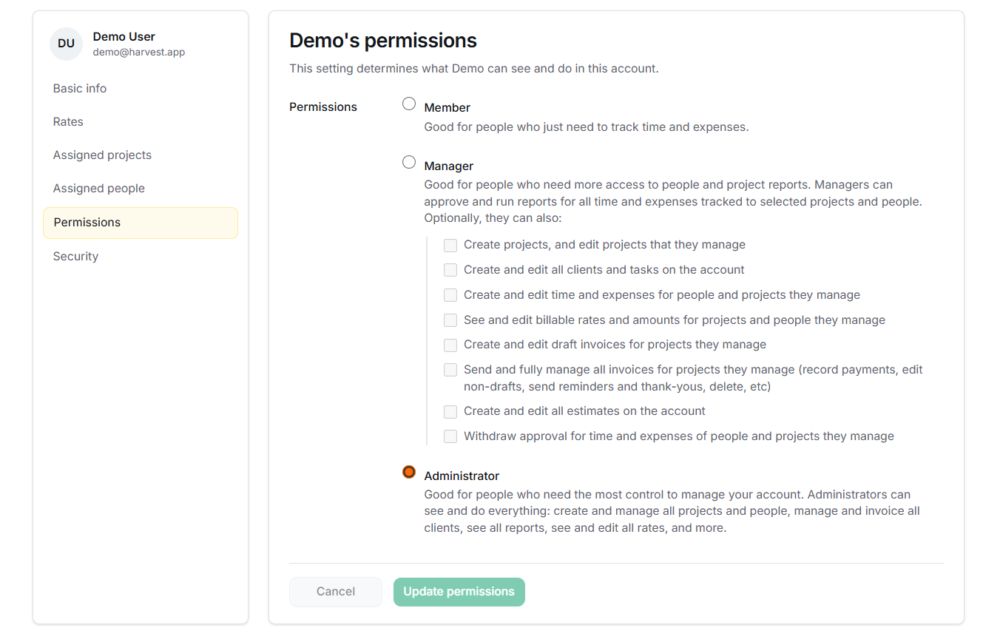 DU
Demo User
demo@harvest.app
Basic info
Rates
Assigned projects
Assigned people
Permissions
Security
Demo's permissions
This setting determines what Demo can see and do in this account.
Permissions
Member
Good for people who just need to track time and expenses.
Manager
Good for people who need more access to people and project reports. Managers can
approve and run reports for all time and expenses tracked to selected projects and people.
Optionally, they can also:
Create projects, and edit projects that they manage
Create and edit all clients and tasks on the account
Create and edit time and expenses for people and projects they manage
See and edit billable rates and amounts for projects and people they manage
Create and edit draft invoices for projects they manage
Send and fully manage all invoices for projects they manage (record payments, edit
non-drafts, send reminders and thank-yous, delete, etc)
Create and edit all estimates on the account
Withdraw approval for time and expenses of people and projects they manage
Administrator
Good for people who need the most control to manage your account. Administrators can
see and do everything: create and manage all projects and people, manage and invoice all
clients, see all reports, see and edit all rates, and more.
Cancel
Update permissions